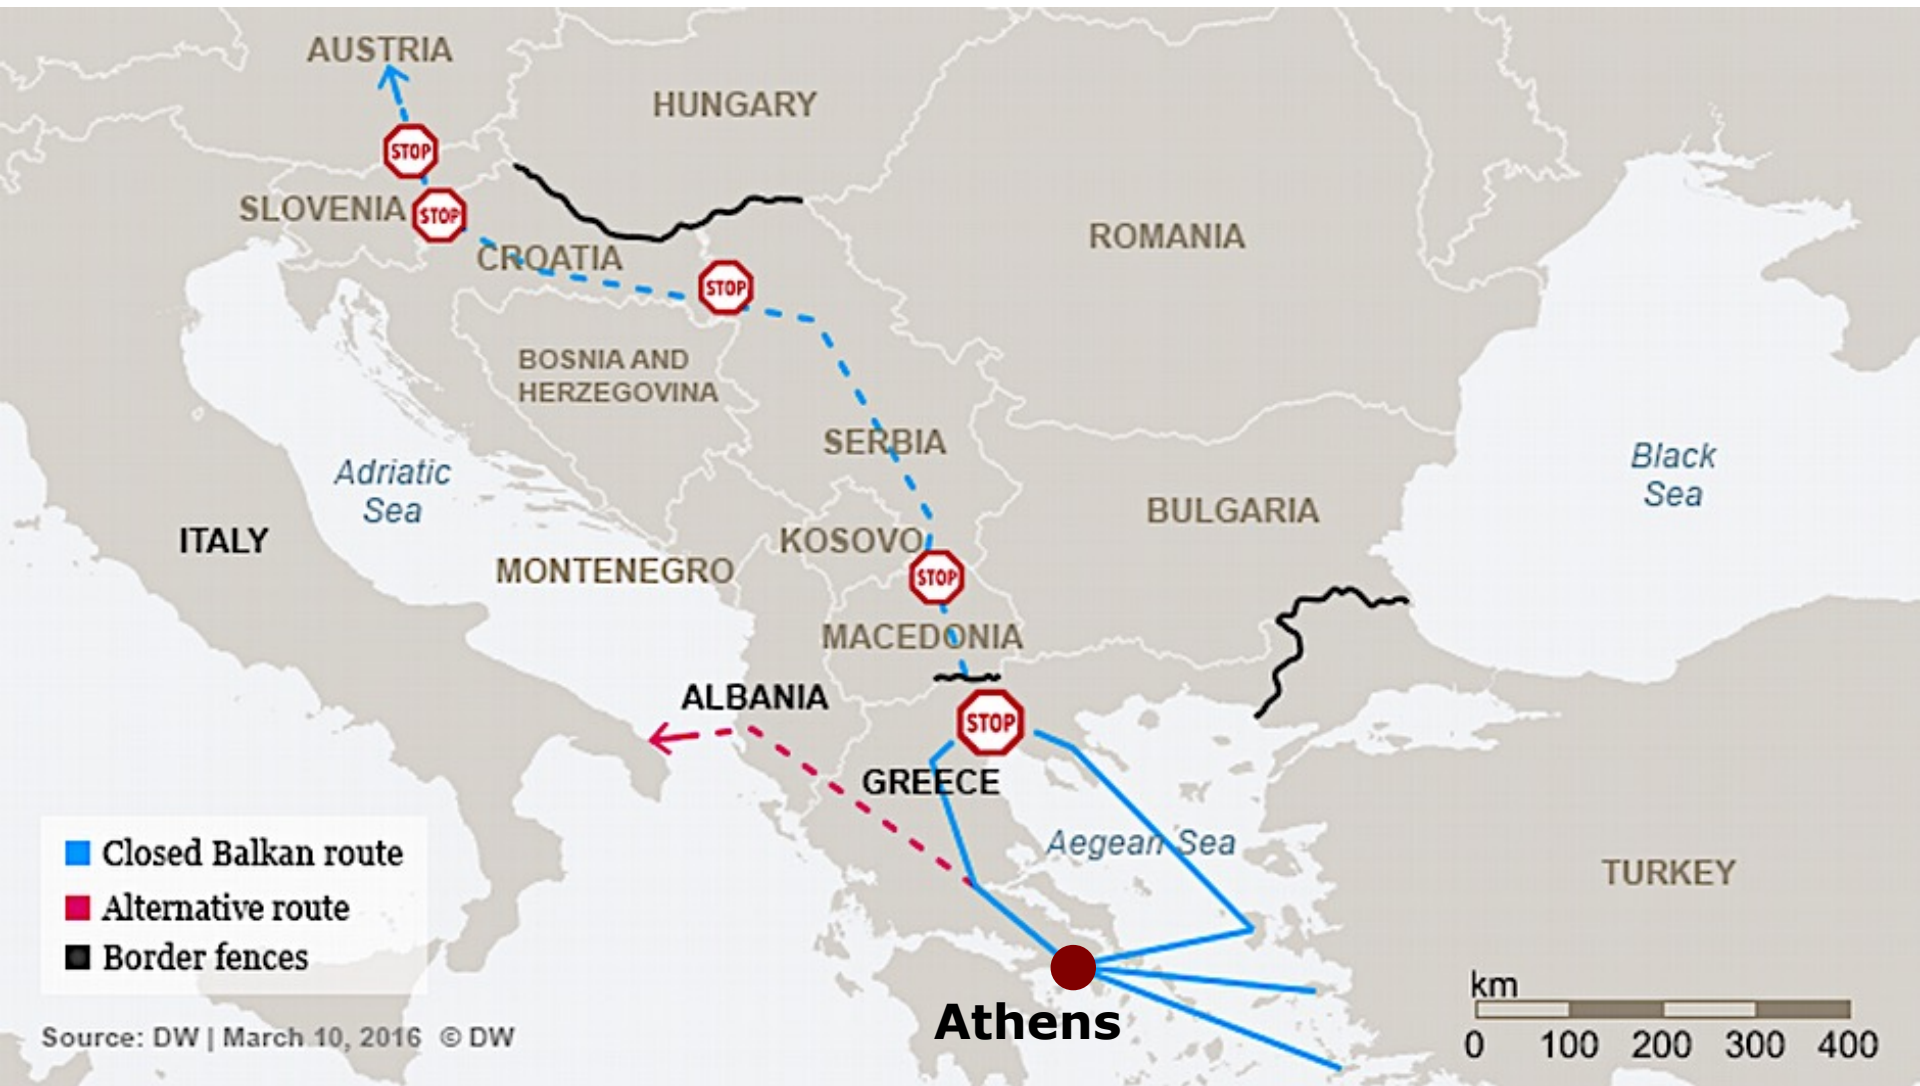 AUSTRIA
HUNGARY
STOP
SLOVENIA
STOP
CROATIA
ROMANIA
STOP
BOSNIA AND
HERZEGOVINA
SERBIA
Adriatic
Sea
Black
Sea
ITALY
BULGARIA
KOSOVO
MONTENEGRO
STOP
MACEDONIA
ALBANIA
STOP
GREECE
Aegean Sea
TURKEY
Closed Balkan route
Alternative route
Border fences
Athens
km
0 100 200 300 400
Source: DW | March 10, 2016 © DW